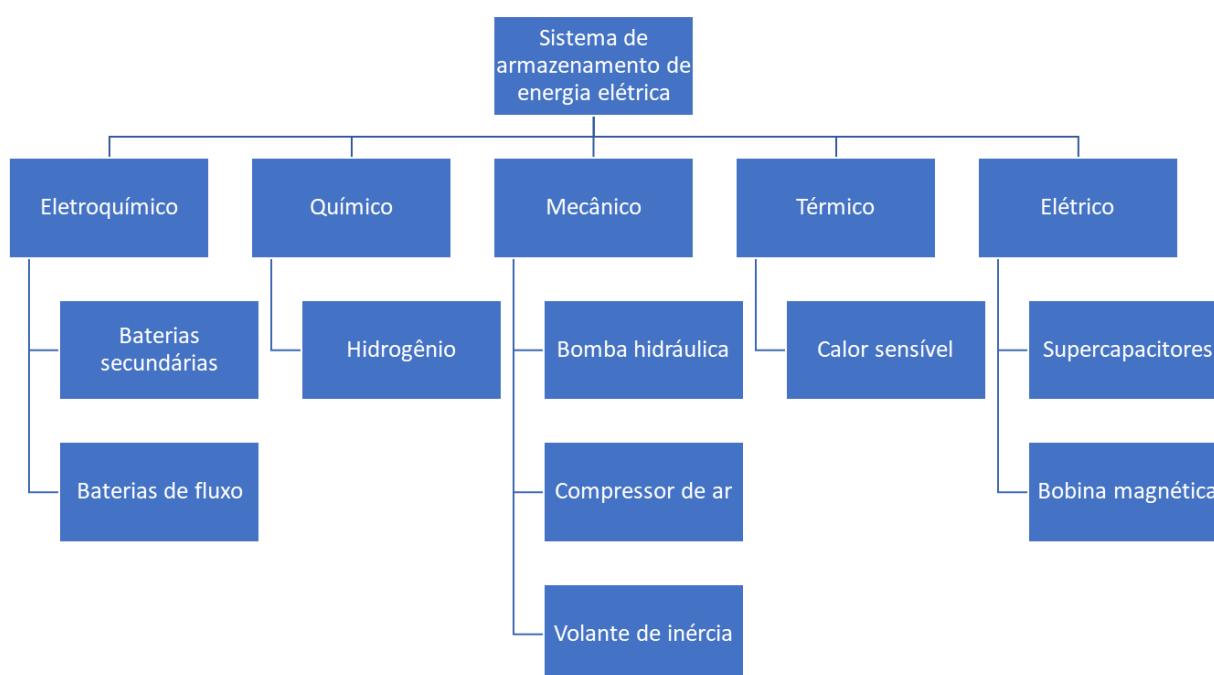 Sistema de
armazenamento de
energia elétrica
Eletroquímico
Químico
Mecânico
Térmico
Elétrico
Baterias
secundárias
Hidrogênio
Bomba hidráulica
Calor sensível
Supercapacitores
Baterias de fluxo
Compressor de ar
Bobina magnética
Volante de inércia